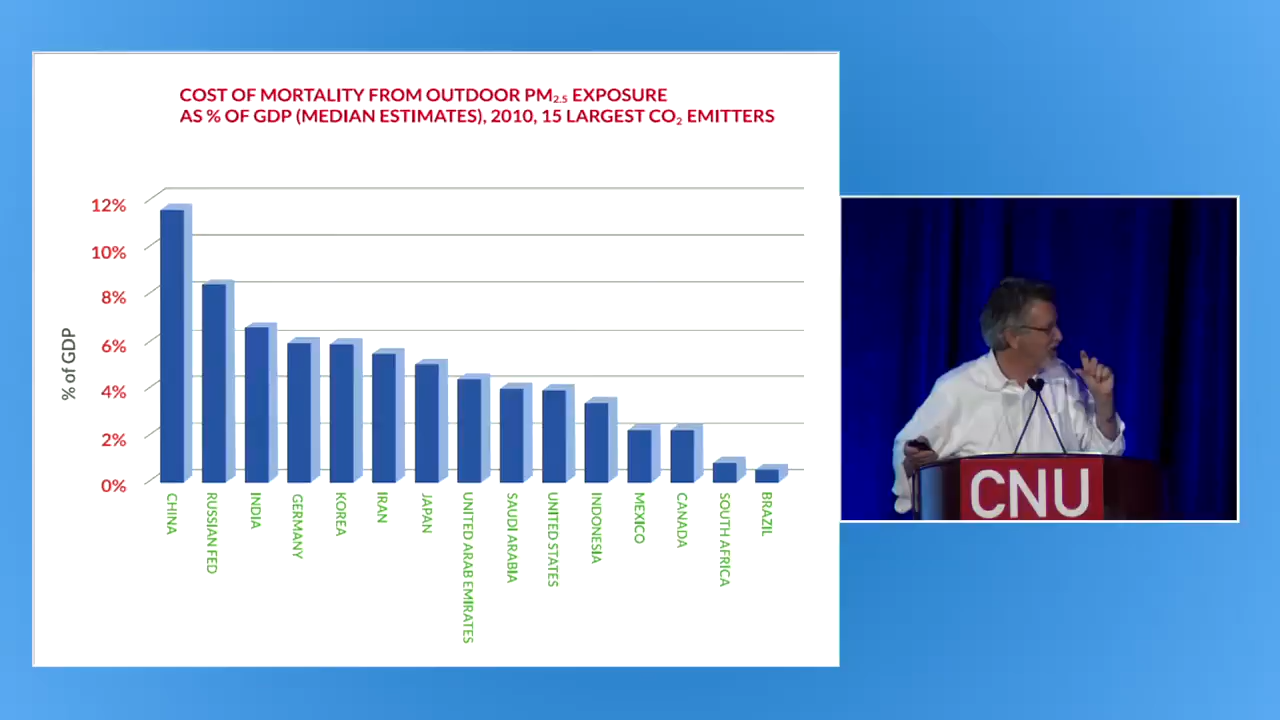 COST OF MORTALITY FROM OUTDOOR PM2.5 EXPOSURE
AS % OF GDP (MEDIAN ESTIMATES), 2010, 15 LARGEST CO2 EMITTERS
% of GDP
12%
10%
8%
6%
4%
2%
0%
CHINA
RUSSIAN FED
INDIA
GERMANY
KOREA
IRAN
JAPAN
UNITED ARAB EMIRATES
SAUDI ARABIA
UNITED STATES
INDONESIA
MEXICO
CANADA
SOUTH AFRICA
BRAZIL
CNU